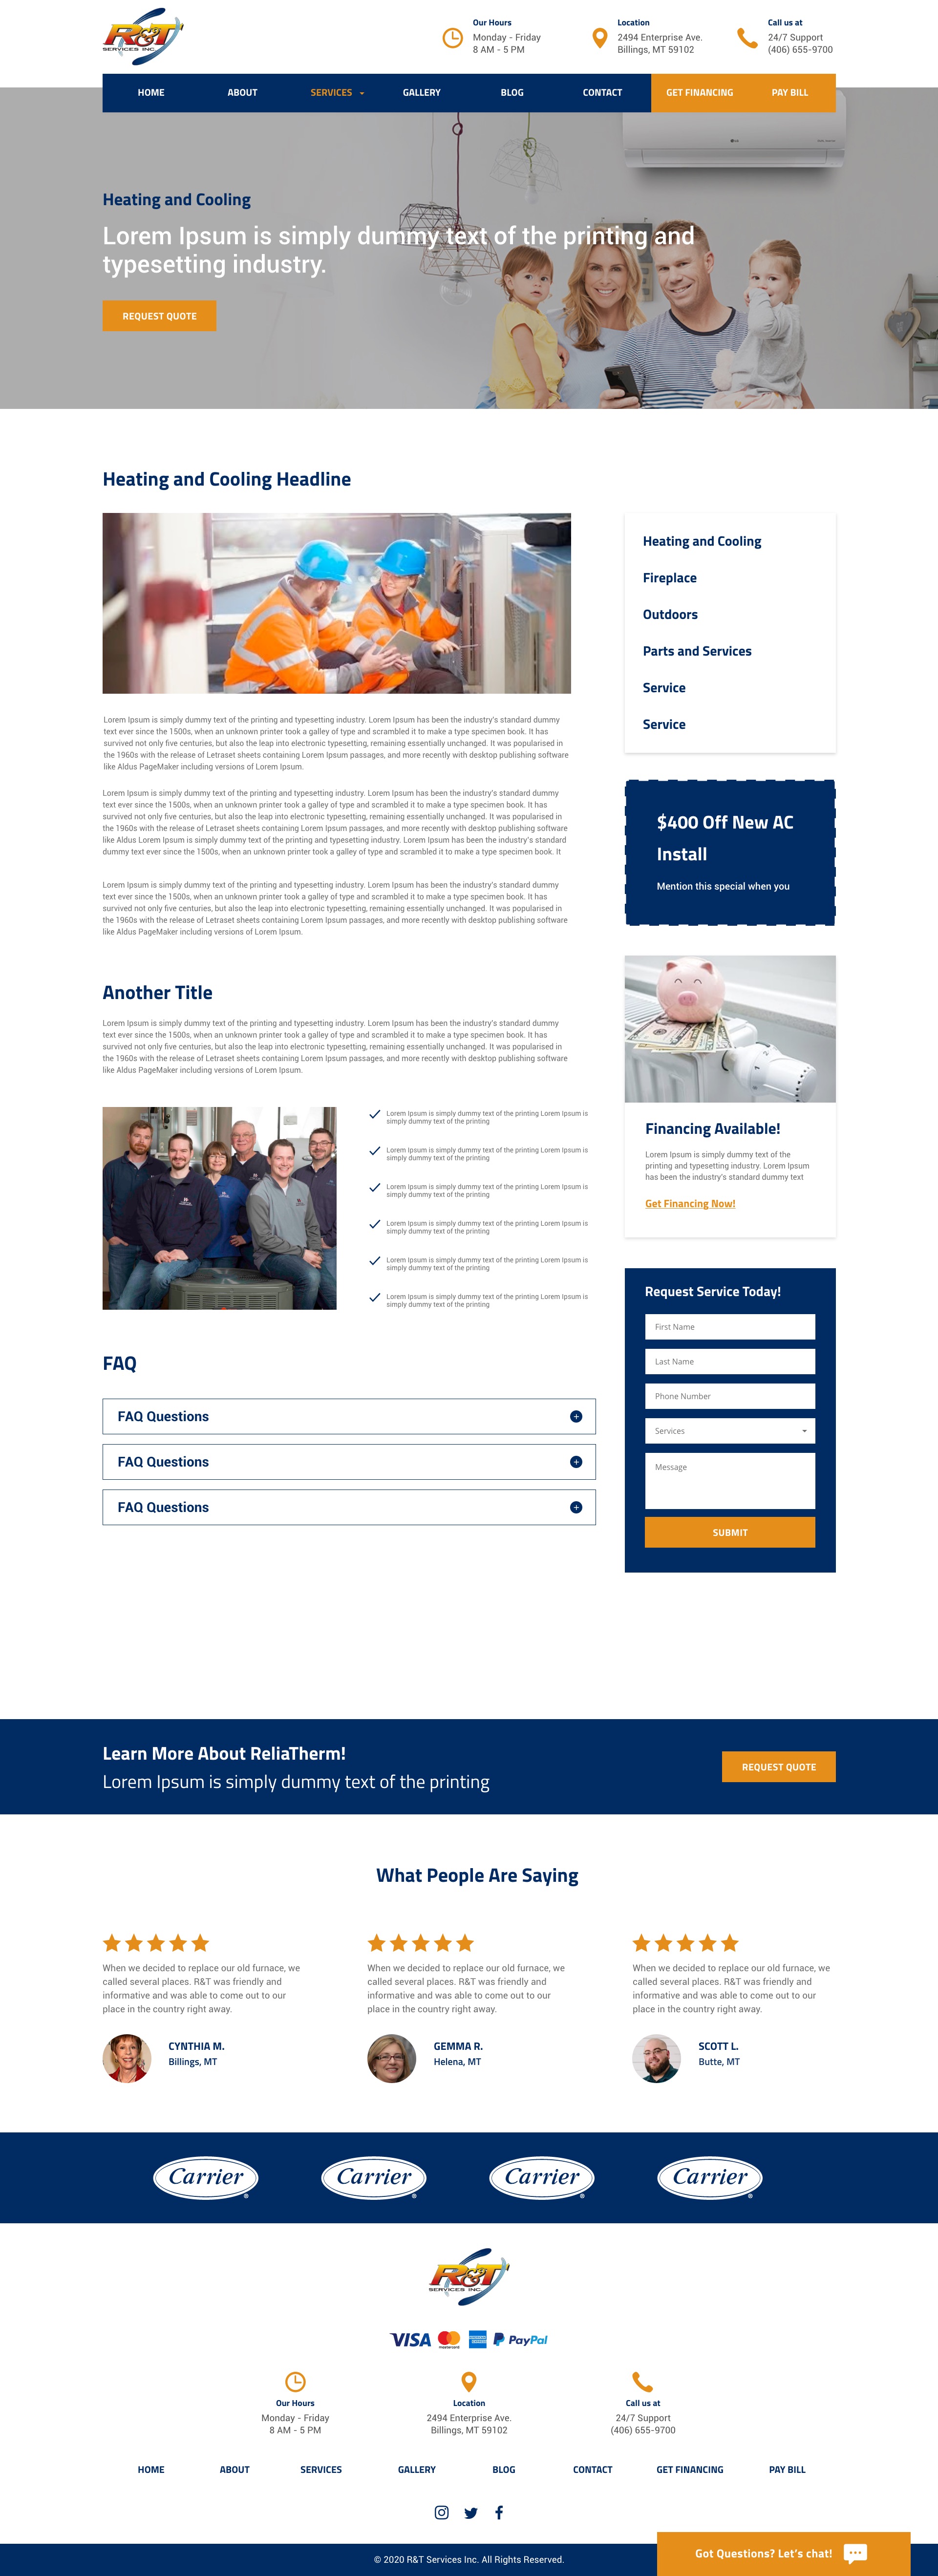 R&T
SERVICES INC.
Our Hours
Monday - Friday
8 AM - 5 PM
Location
2494 Enterprise Ave.
Billings, MT 59102
Call us at
24/7 Support
(406) 655-9700
HOME ABOUT SERVICES GALLERY BLOG CONTACT GET FINANCING PAY BILL
LG
Heating and Cooling
Lorem Ipsum is simply dummy text of the printing and
typesetting industry.
REQUEST QUOTE
Heating and Cooling Headline
Lorem Ipsum is simply dummy text of the printing and typesetting industry. Lorem Ipsum has been the industry's standard dummy
text ever since the 1500s, when an unknown printer took a galley of type and scrambled it to make a type specimen book. It has
survived not only five centuries, but also the leap into electronic typesetting, remaining essentially unchanged. It was popularised in
the 1960s with the release of Letraset sheets containing Lorem Ipsum passages, and more recently with desktop publishing software
like Aldus PageMaker including versions of Lorem Ipsum.
Lorem Ipsum is simply dummy text of the printing and typesetting industry. Lorem Ipsum has been the industry's standard dummy
text ever since the 1500s, when an unknown printer took a galley of type and scrambled it to make a type specimen book. It has
survived not only five centuries, but also the leap into electronic typesetting, remaining essentially unchanged. It was popularised in
the 1960s with the release of Letraset sheets containing Lorem Ipsum passages, and more recently with desktop publishing software
like Aldus Lorem Ipsum is simply dummy text of the printing and typesetting industry. Lorem Ipsum has been the industry's standard
dummy text ever since the 1500s, when an unknown printer took a galley of type and scrambled it to make a type specimen book. It
Lorem Ipsum is simply dummy text of the printing and typesetting industry. Lorem Ipsum has been the industry's standard dummy
text ever since the 1500s, when an unknown printer took a galley of type and scrambled it to make a type specimen book. It has
survived not only five centuries, but also the leap into electronic typesetting, remaining essentially unchanged. It was popularised in
the 1960s with the release of Letraset sheets containing Lorem Ipsum passages, and more recently with desktop publishing software
like Aldus PageMaker including versions of Lorem Ipsum.
Another Title
Lorem Ipsum is simply dummy text of the printing and typesetting industry. Lorem Ipsum has been the industry's standard dummy
text ever since the 1500s, when an unknown printer took a galley of type and scrambled it to make a type specimen book. It has
survived not only five centuries, but also the leap into electronic typesetting, remaining essentially unchanged. It was popularised in
the 1960s with the release of Letraset sheets containing Lorem Ipsum passages, and more recently with desktop publishing software
like Aldus PageMaker including versions of Lorem Ipsum.
Lorem Ipsum is simply dummy text of the printing Lorem Ipsum is
simply dummy text of the printing
Lorem Ipsum is simply dummy text of the printing Lorem Ipsum is
simply dummy text of the printing
Lorem Ipsum is simply dummy text of the printing Lorem Ipsum is
simply dummy text of the printing
Lorem Ipsum is simply dummy text of the printing Lorem Ipsum is
simply dummy text of the printing
Lorem Ipsum is simply dummy text of the printing Lorem Ipsum is
simply dummy text of the printing
Lorem Ipsum is simply dummy text of the printing Lorem Ipsum is
simply dummy text of the printing
FAQ
FAQ Questions
FAQ Questions
FAQ Questions
Heating and Cooling
Fireplace
Outdoors
Parts and Services
Service
Service
$400 Off New AC
Install
Mention this special when you
Financing Available!
Lorem Ipsum is simply dummy text of the
printing and typesetting industry. Lorem Ipsum
has been the industry's standard dummy text
Get Financing Now!
Request Service Today!
First Name
Last Name
Phone Number
Services
Message
SUBMIT
Learn More About ReliaTherm!
Lorem Ipsum is simply dummy text of the printing
REQUEST QUOTE
What People Are Saying
When we decided to replace our old furnace, we
called several places. R&T was friendly and
informative and was able to come out to our
place in the country right away.
CYNTHIA M.
Billings, MT
When we decided to replace our old furnace, we
called several places. R&T was friendly and
informative and was able to come out to our
place in the country right away.
GEMMA R.
Helena, MT
When we decided to replace our old furnace, we
called several places. R&T was friendly and
informative and was able to come out to our
place in the country right away.
SCOTT L.
Butte, MT
Carrier ® Carrier ® Carrier ® Carrier ®
R&T
SERVICES INC.
VISA mastercard AMERICAN EXPRESS PayPal
Our Hours
Monday - Friday
8 AM - 5 PM
Location
2494 Enterprise Ave.
Billings, MT 59102
Call us at
24/7 Support
(406) 655-9700
HOME ABOUT SERVICES GALLERY BLOG CONTACT GET FINANCING PAY BILL
© 2020 R&T Services Inc. All Rights Reserved.
Got Questions? Let's chat!